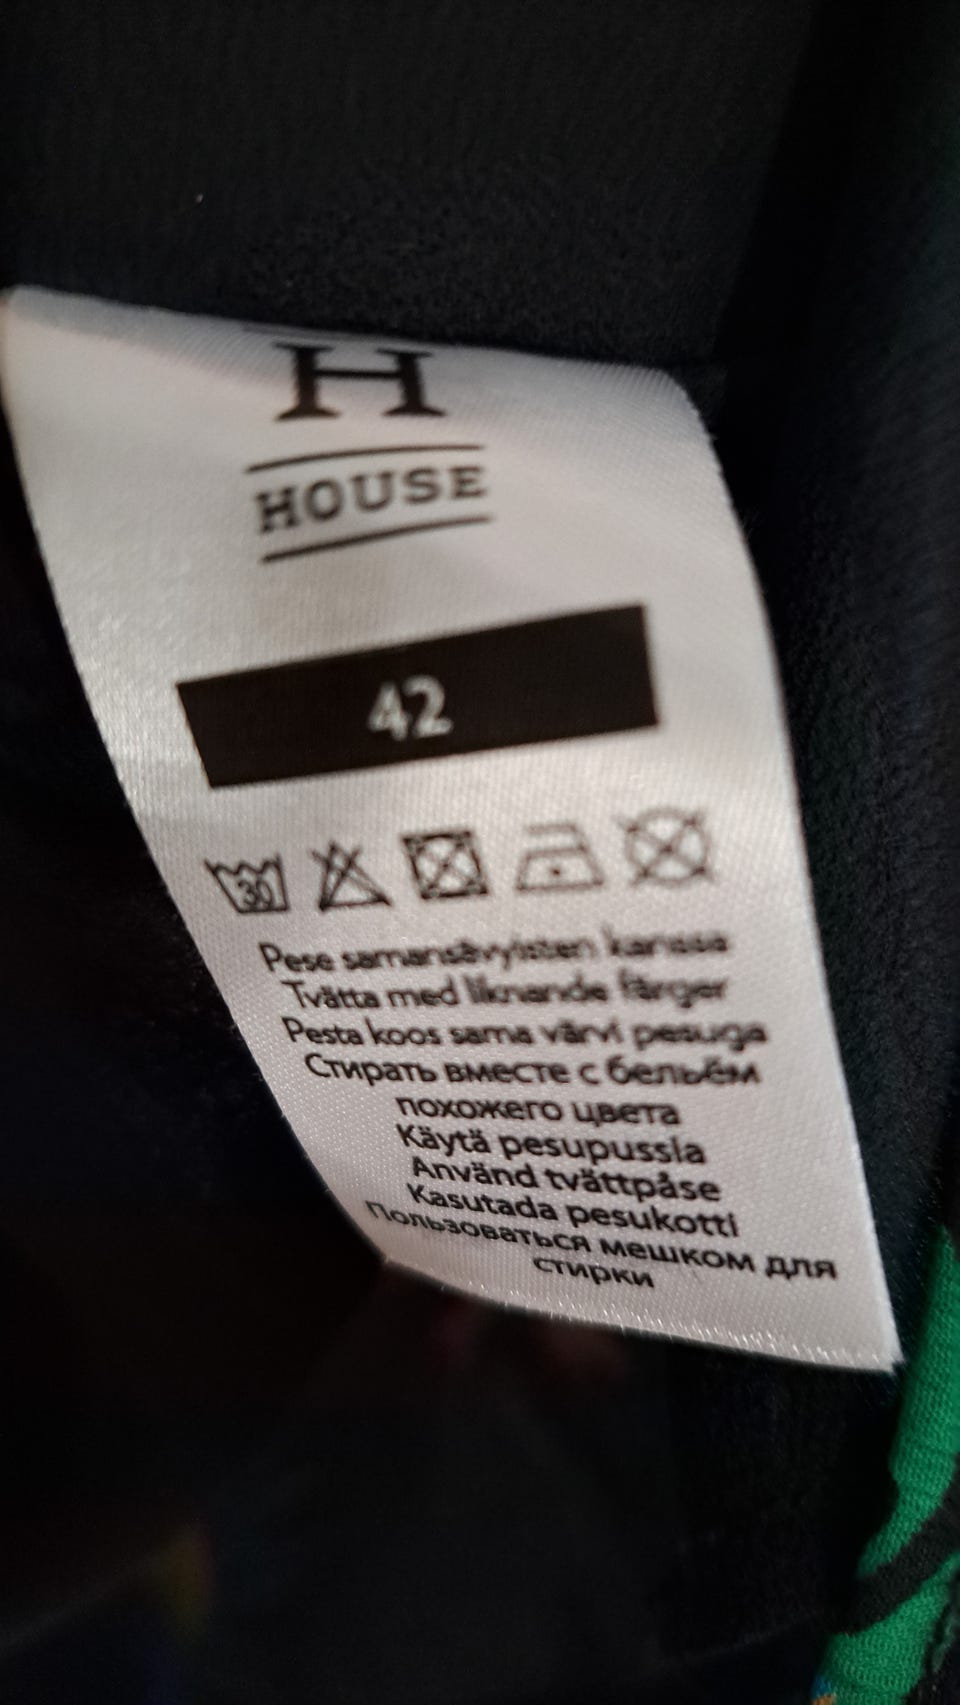 H
HOUSE
42
30
Pese samansävyisten kanssa
Tvätta med liknande färger
Pesta koos sama värvi pesuga
Стирать вместе с бельём
похожего цвета
Käytä pesupussia
Använd tvättpåse
Kasutada pesukotti
Пользоваться мешком для
стирки